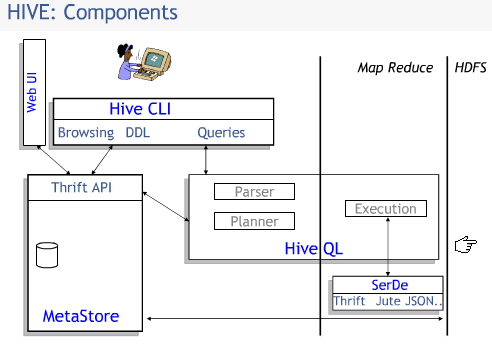 HIVE: Components
Map Reduce
HDFS
Web UI
Hive CLI
Browsing DDL Queries
Thrift API
Parser
Planner
Execution
Hive QL
SerDe
Thrift Jute JSON..
MetaStore